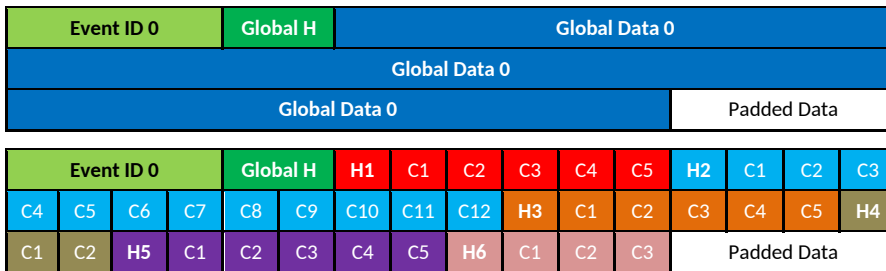 Event ID 0 Global H Global Data 0
Global Data 0
Global Data 0 Padded Data
Event ID 0 Global H H1 C1 C2 C3 C4 C5 H2 C1 C2 C3
C4 C5 C6 C7 C8 C9 C10 C11 C12 H3 C1 C2 C3 C4 C5 H4
C1 C2 H5 C1 C2 C3 C4 C5 H6 C1 C2 C3 Padded Data